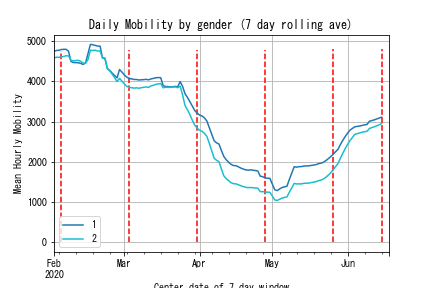 Daily Mobility by gender (7 day rolling ave)
5000
4000
3000
2000
1000
0
Mean Hourly Mobility
1
2
Feb
2020
Mar
Apr
May
Jun
Center date of 7 day window